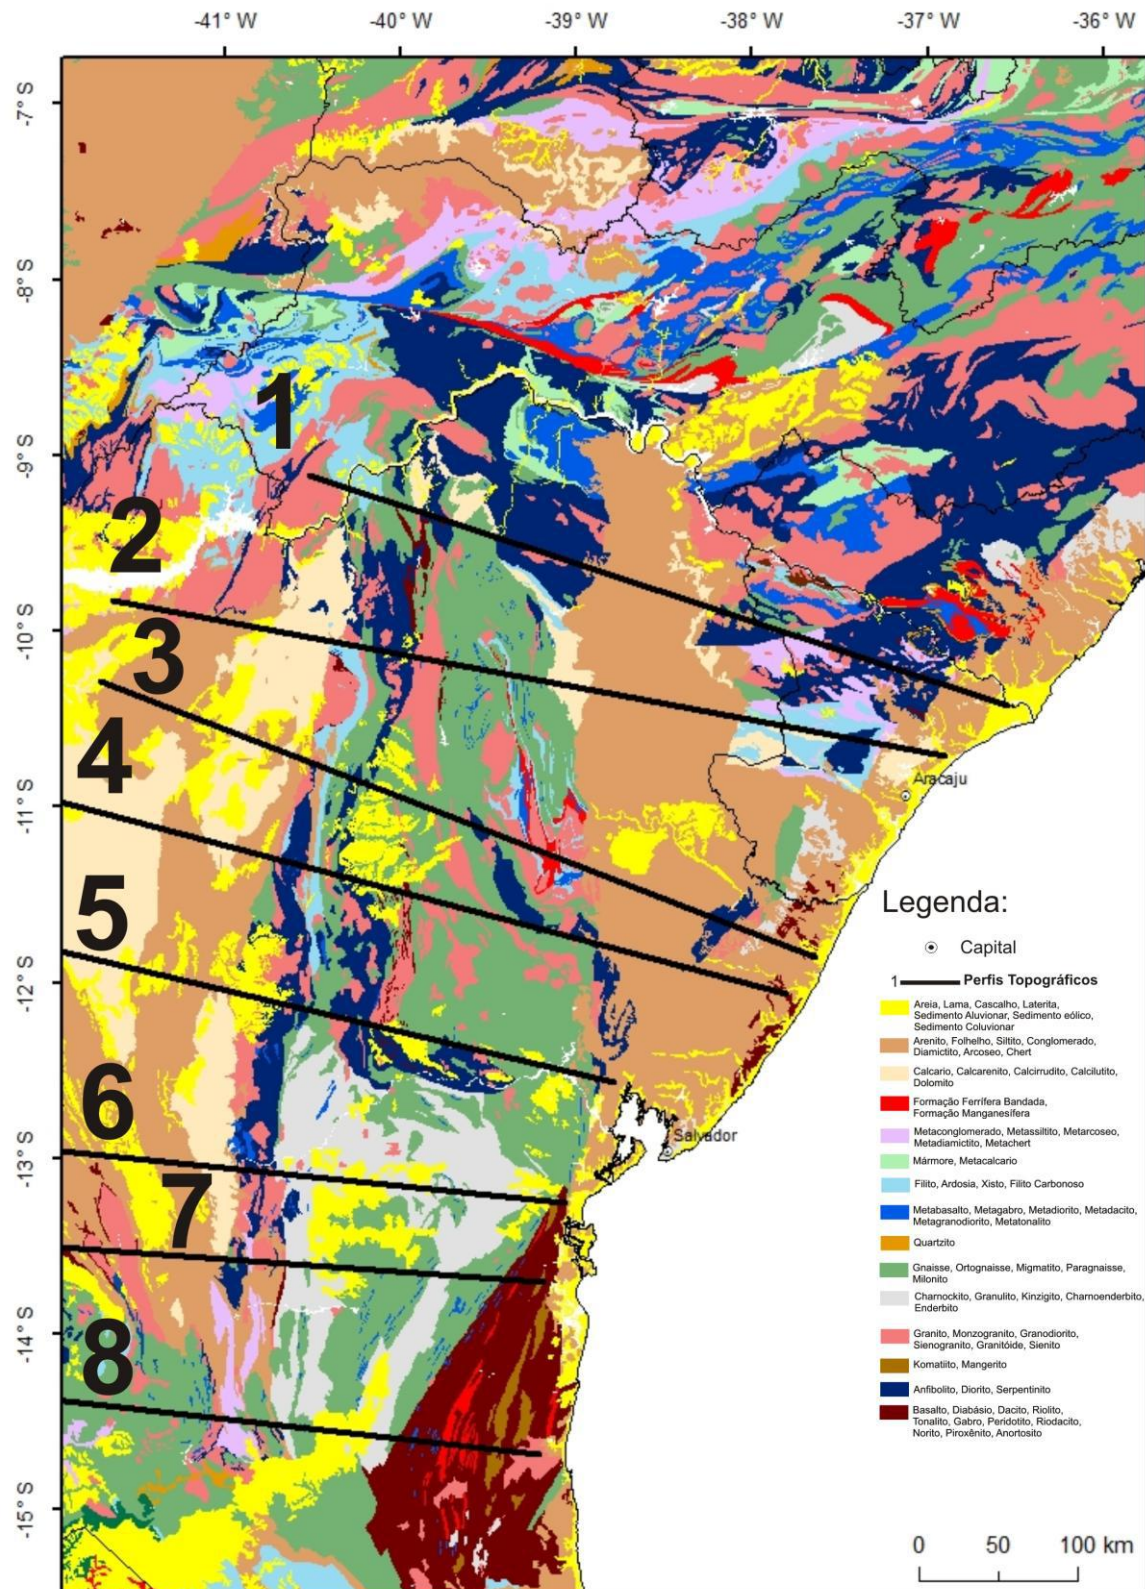 -41° W
-40° W
-39° W
-38° W
-37° W
-36° W
-7° S
-8° S
-9° S
-10° S
-11° S
-12° S
-13° S
-14° S
-15° S
1
2
3
4
5
6
7
8
Aracaju
Salvador
Legenda:
Capital
1 Perfis Topográficos
Areia, Lama, Cascalho, Laterita,
Sedimento Aluvionar, Sedimento eólico,
Sedimento Coluvionar
Arenito, Folhelho, Siltito, Conglomerado,
Diamictito, Arcoseo, Chert
Calcario, Calcarenito, Calcirrudito, Calcilutito,
Dolomito
Formação Ferrífera Bandada,
Formação Manganesífera
Metaconglomerado, Metassiltito, Metarcoseo,
Metadiamictito, Metachert
Mármore, Metacalcario
Filito, Ardosia, Xisto, Filito Carbonoso
Metabasalto, Metagabro, Metadiorito, Metadacito,
Metagranodiorito, Metatonalito
Quartzito
Gnaisse, Ortognaisse, Migmatito, Paragnaisse,
Milonito
Charnockito, Granulito, Kinzigito, Charnoenderbito,
Enderbito
Granito, Monzogranito, Granodiorito,
Sienogranito, Granitóide, Sienito
Komatiito, Mangerito
Anfibolito, Diorito, Serpentinito
Basalto, Diabásio, Dacito, Riolito,
Tonalito, Gabro, Peridotito, Riodacito,
Norito, Piroxênito, Anortosito
0 50 100 km